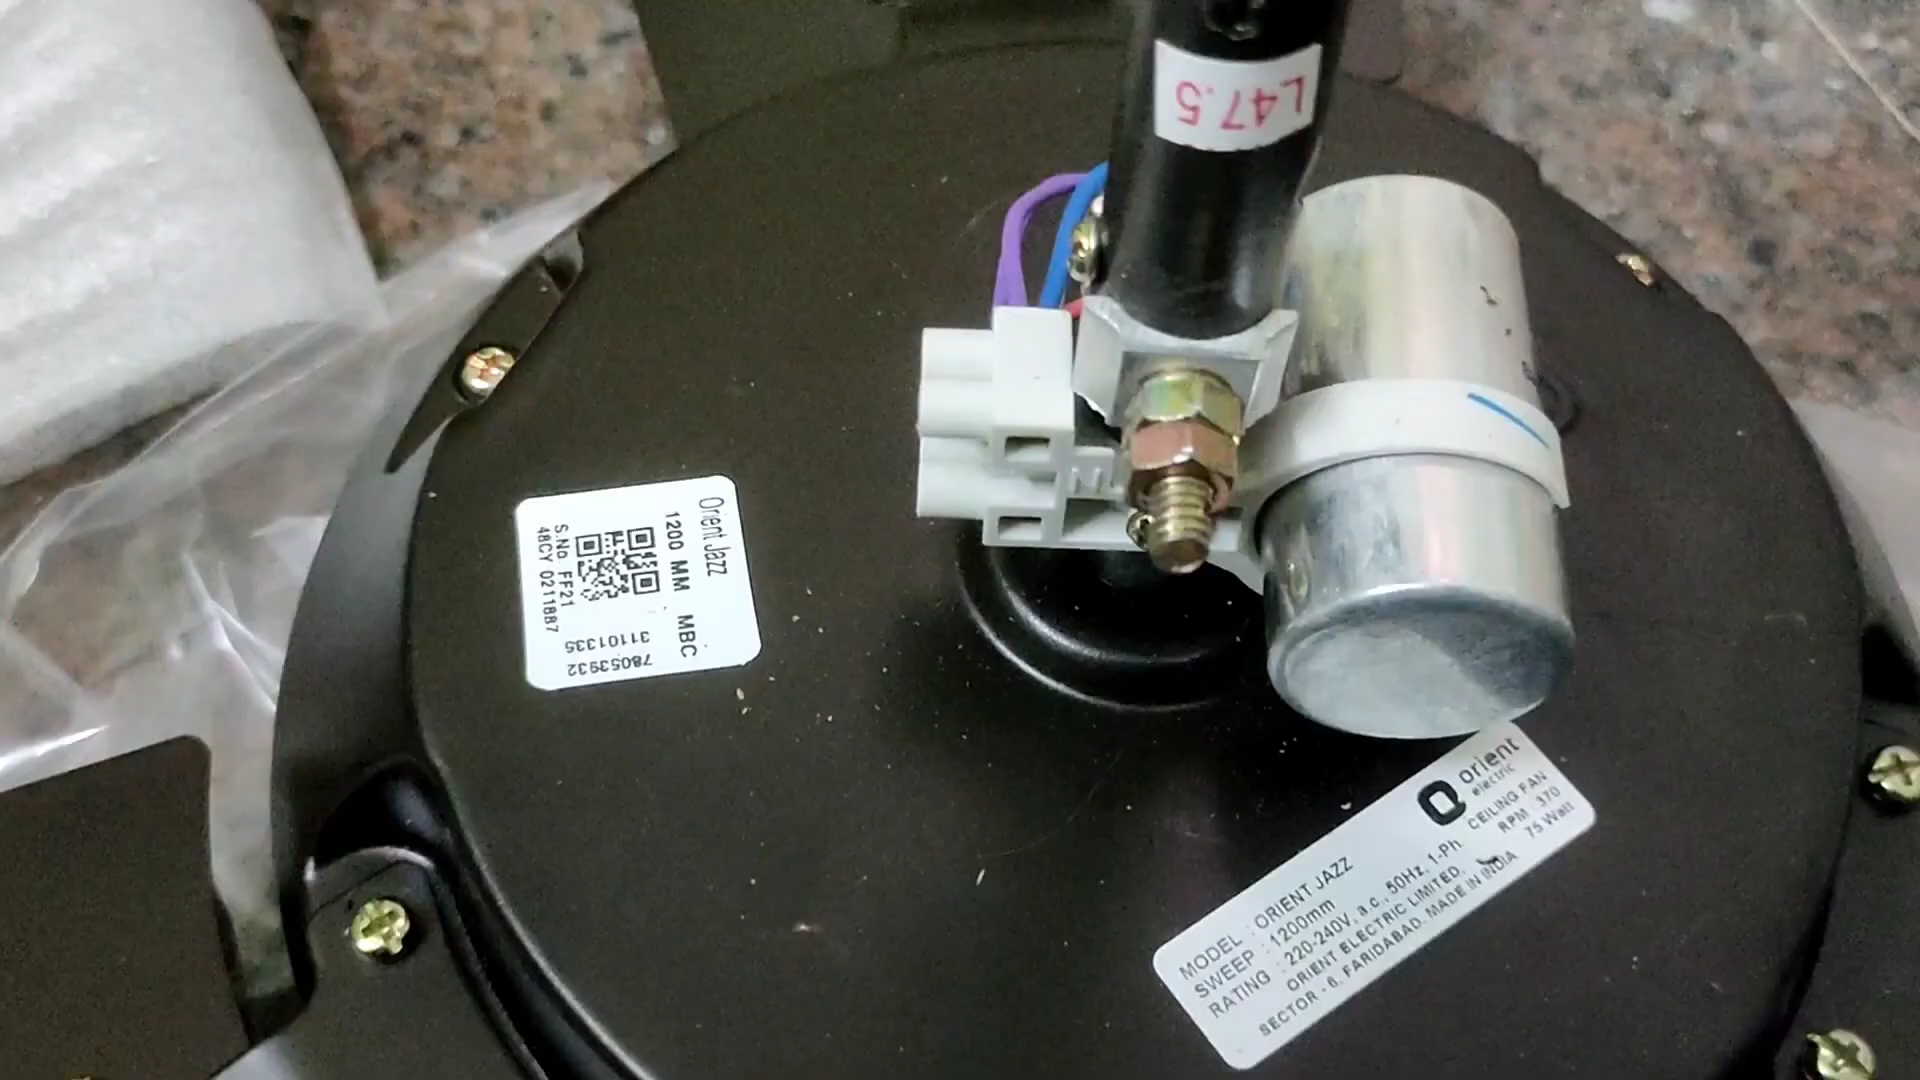 L47.5
Orient Jazz
1200 MM MBC
S.No FF21
48CY 0211887
31101335
78053932
orient
electric
CEILING FAN
MODEL : ORIENT JAZZ
SWEEP : 1200mm
RPM : 370
RATING : 220-240V, a.c., 50Hz, 1-Ph. 75 Watt
ORIENT ELECTRIC LIMITED,
SECTOR - 6, FARIDABAD. MADE IN INDIA